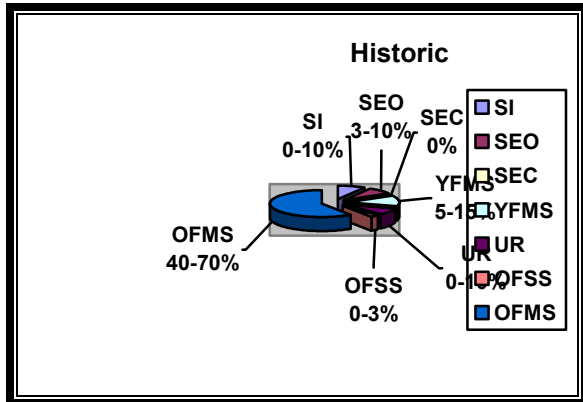 Historic
SI
0-10%
SEO
3-10%
SEC
0%
YFMS
5-15%
UR
OFSS
0-3%
OFMS
40-70%
SI
SEO
SEC
YFMS
UR
OFSS
OFMS